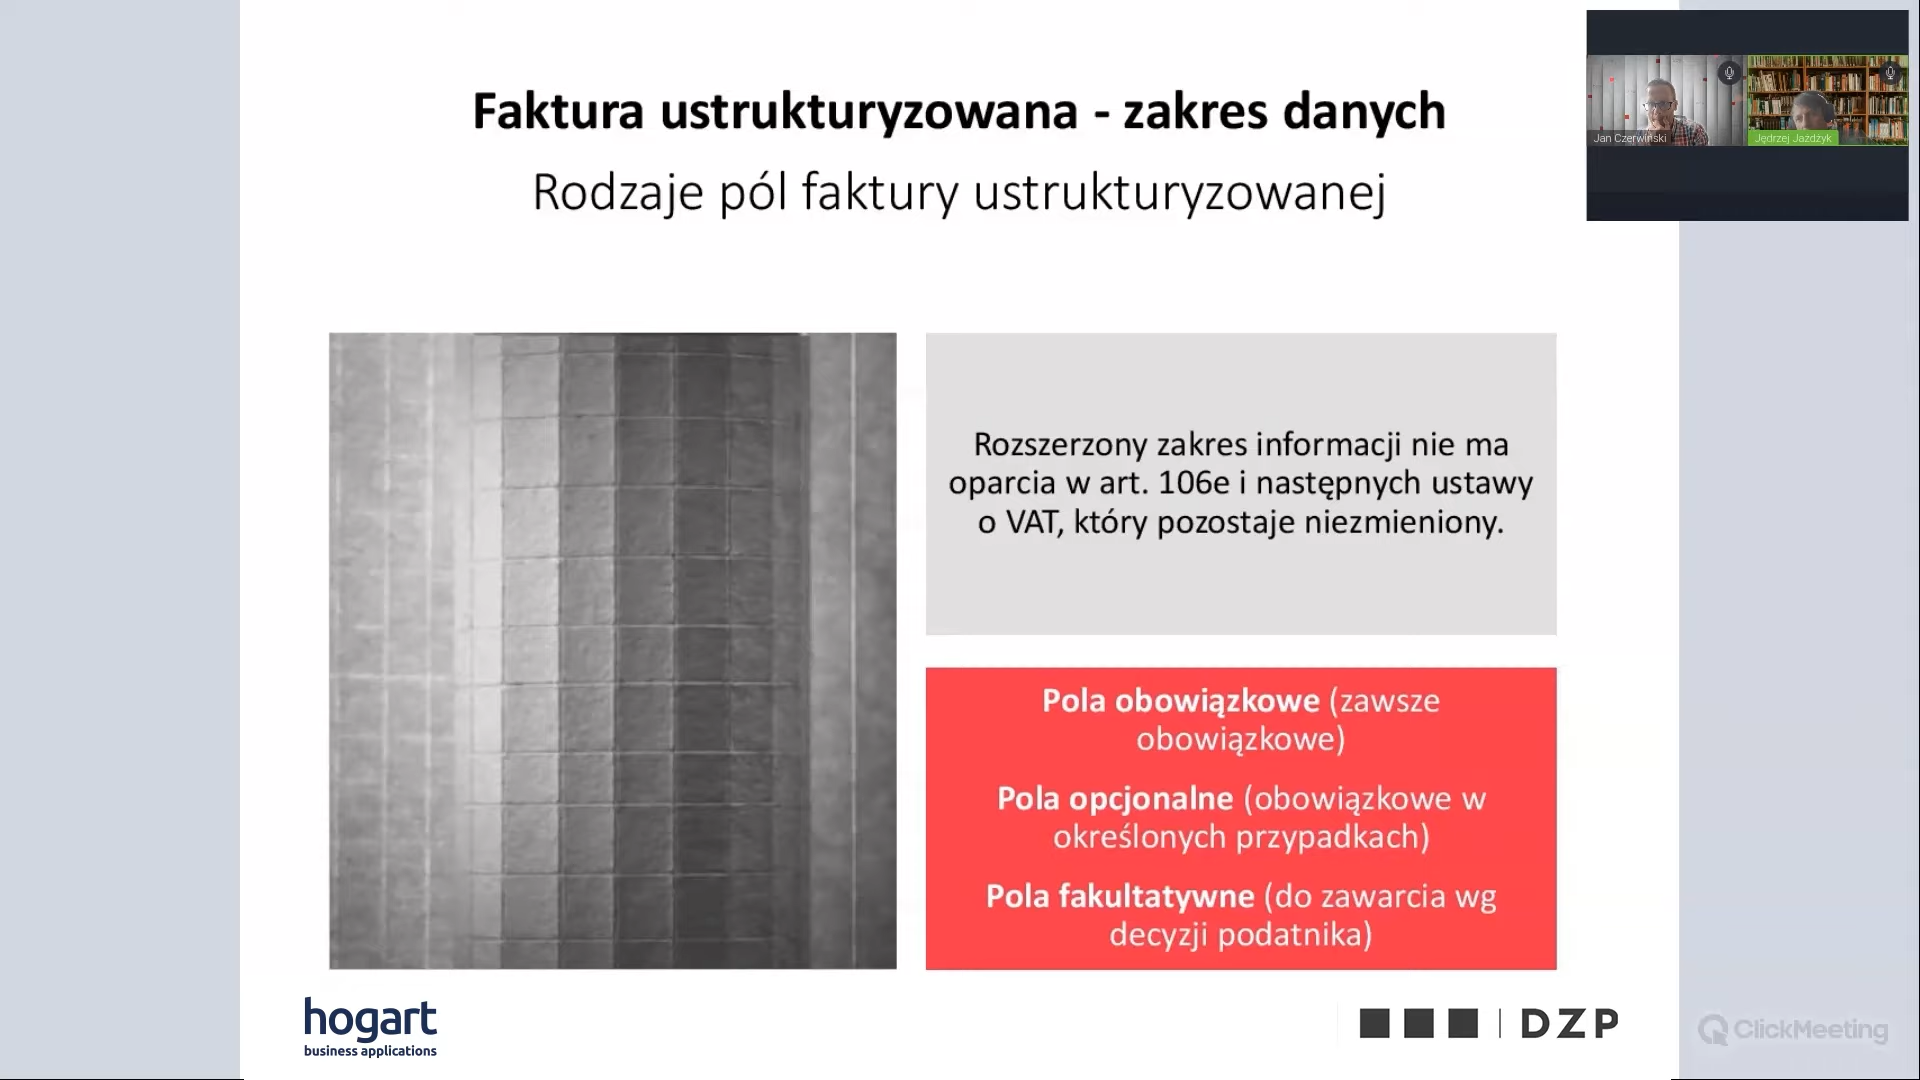 Faktura ustrukturyzowana - zakres danych
Rodzaje pól faktury ustrukturyzowanej
Jan Czerwiński
Jędrzej Jażdżyk
Rozszerzony zakres informacji nie ma
oparcia w art. 106e i następnych ustawy
o VAT, który pozostaje niezmieniony.
Pola obowiązkowe (zawsze
obowiązkowe)
Pola opcjonalne (obowiązkowe w
określonych przypadkach)
Pola fakultatywne (do zawarcia wg
decyzji podatnika)
hogart
business applications
DZP
ClickMeeting